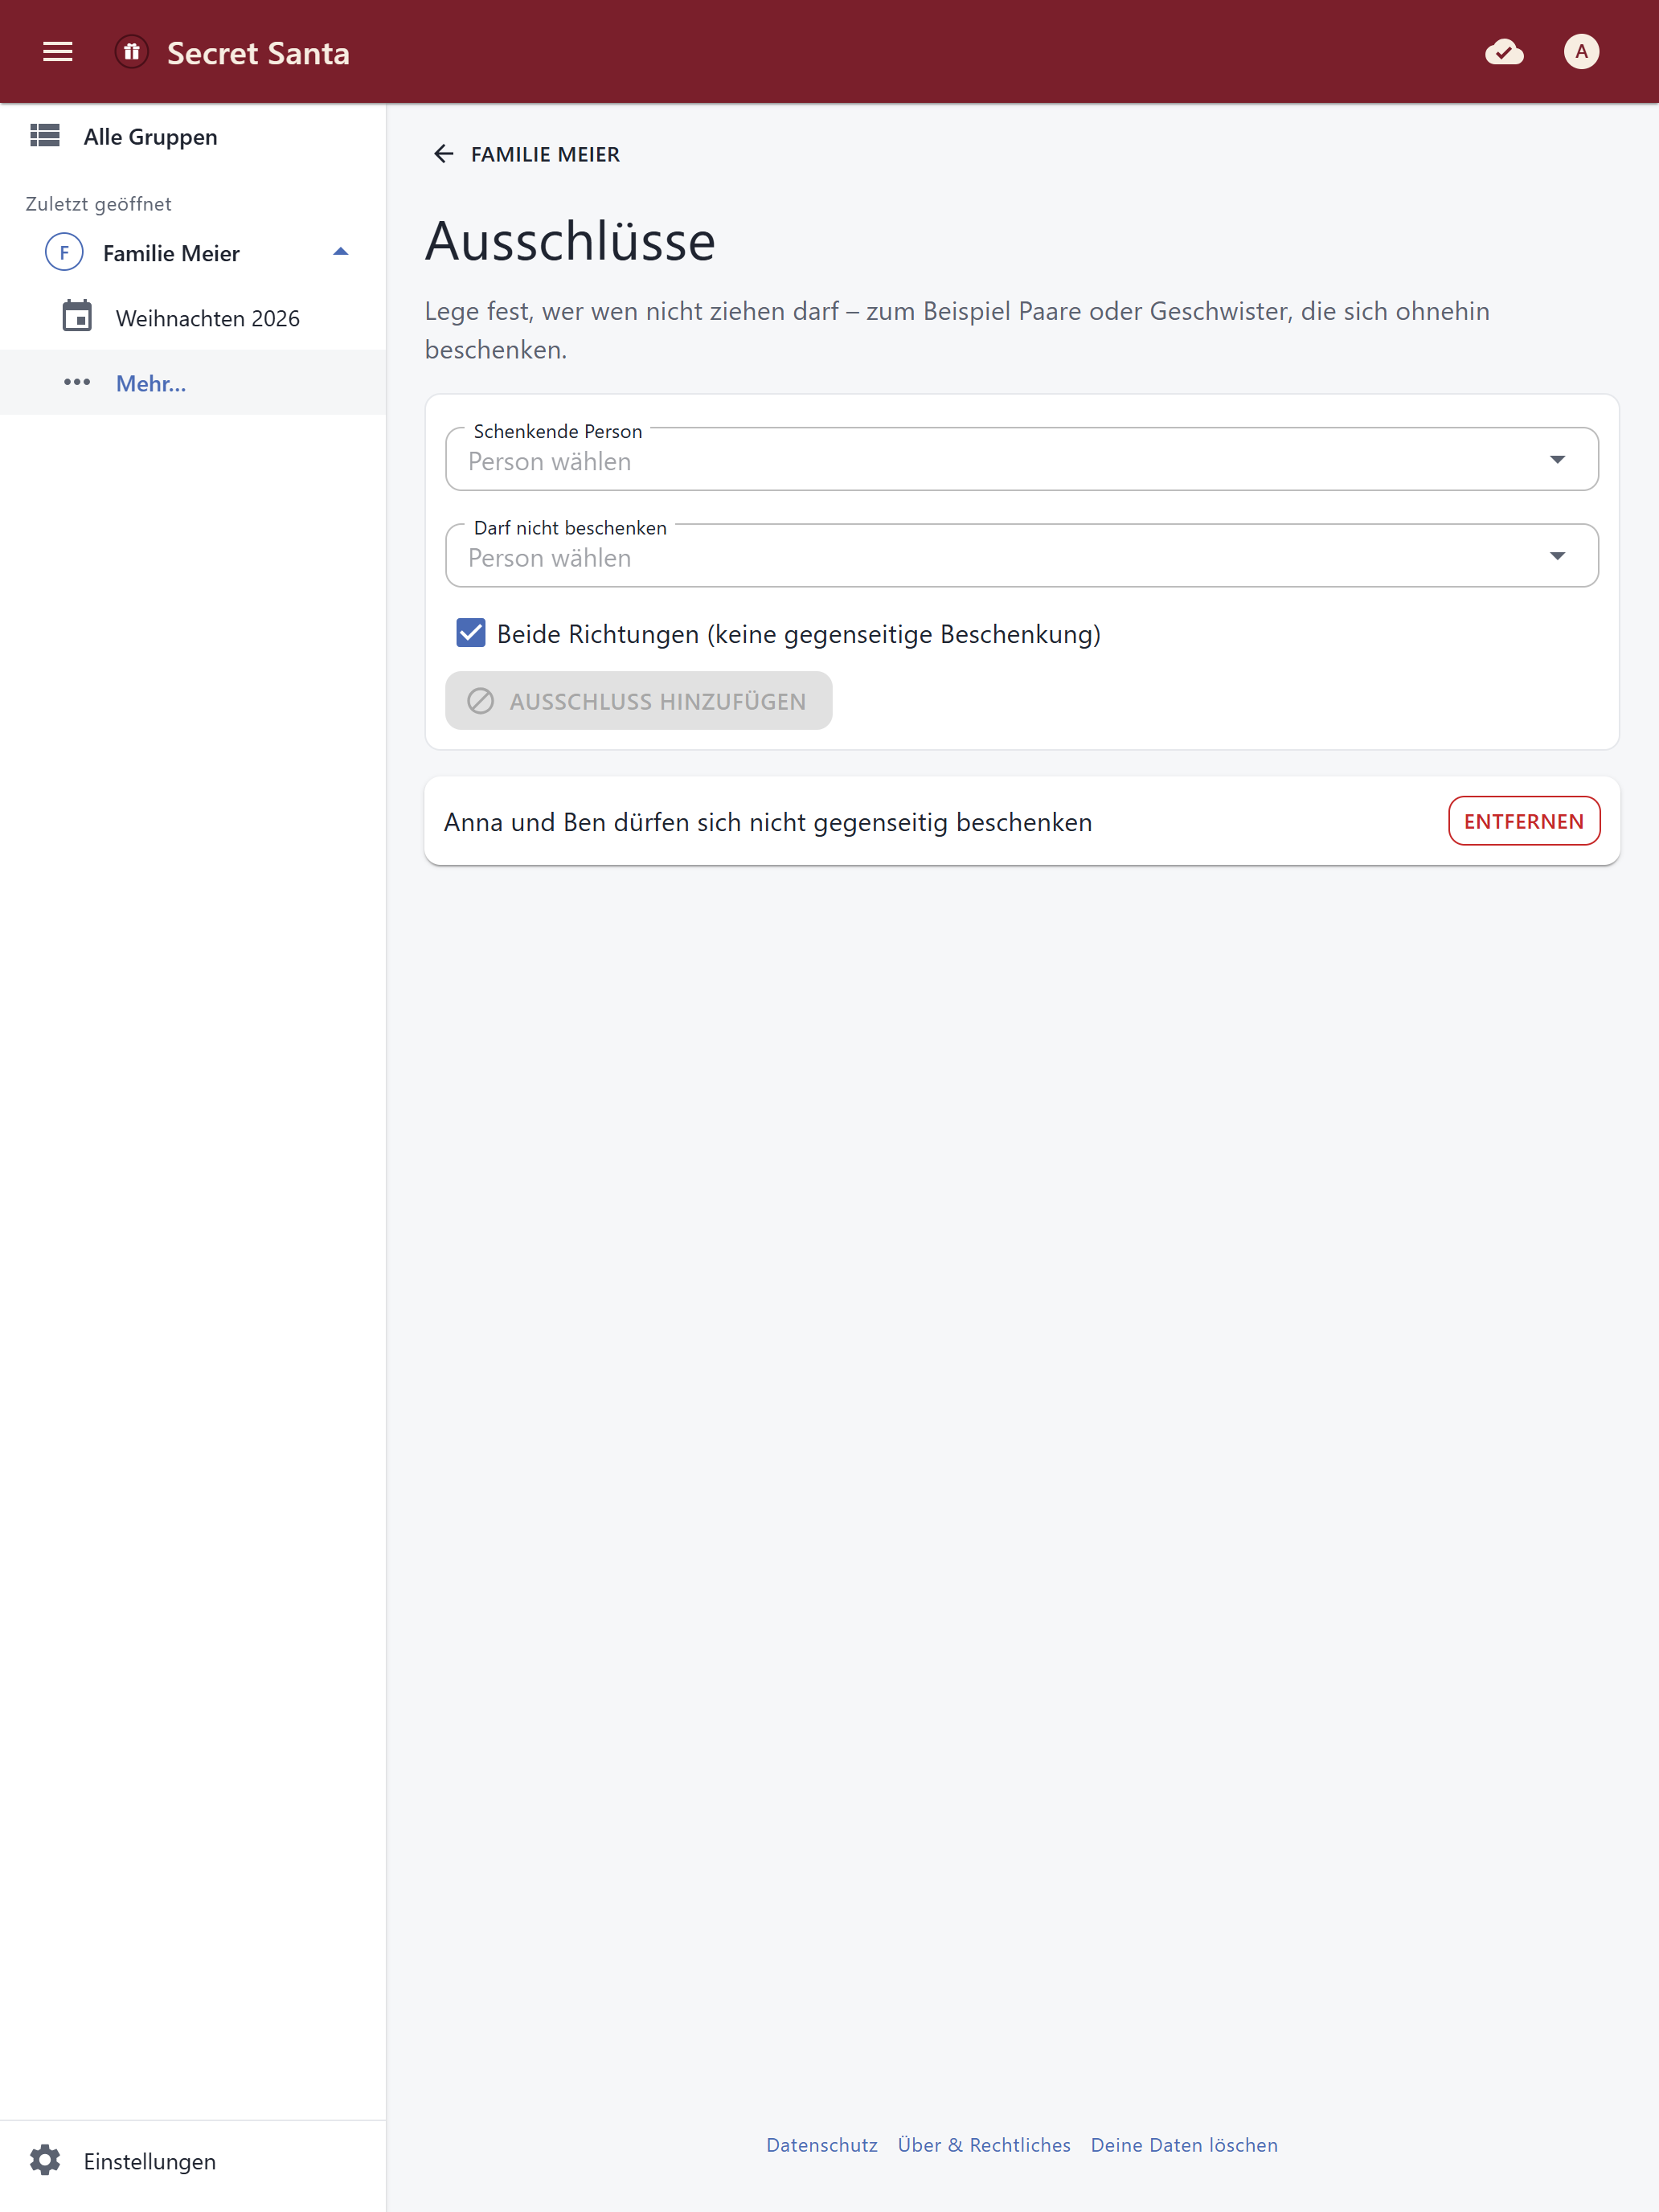 Secret Santa
A
Alle Gruppen
Zuletzt geöffnet
F
Familie Meier
Weihnachten 2026
Mehr...
FAMILIE MEIER
Ausschlüsse
Lege fest, wer wen nicht ziehen darf – zum Beispiel Paare oder Geschwister, die sich ohnehin
beschenken.
Schenkende Person
Person wählen
Darf nicht beschenken
Person wählen
Beide Richtungen (keine gegenseitige Beschenkung)
AUSSCHLUSS HINZUFÜGEN
Anna und Ben dürfen sich nicht gegenseitig beschenken
ENTFERNEN
Einstellungen
Datenschutz Über & Rechtliches Deine Daten löschen